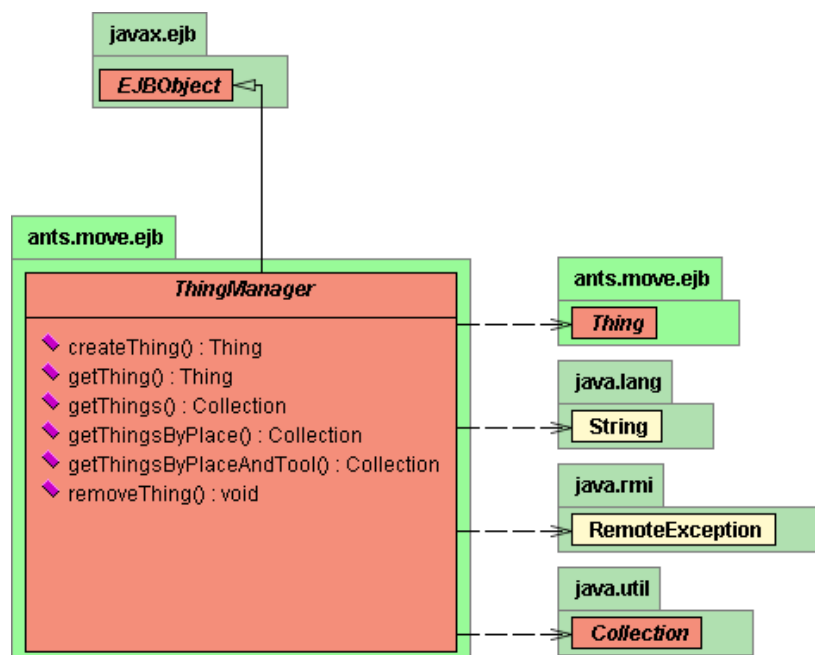 javax.ejb
EJBObject
ants.move.ejb
ThingManager
createThing() : Thing
getThing() : Thing
getThings() : Collection
getThingsByPlace() : Collection
getThingsByPlaceAndTool() : Collection
removeThing() : void
ants.move.ejb
Thing
java.lang
String
java.rmi
RemoteException
java.util
Collection